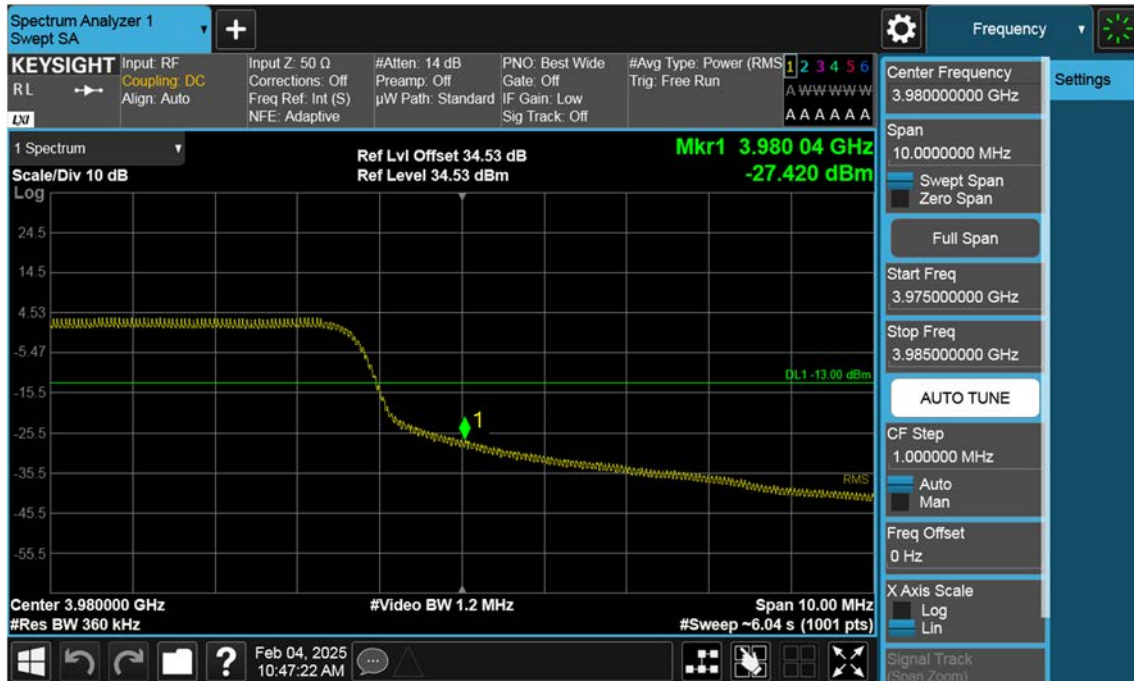 Spectrum Analyzer 1
Swept SA
Frequency
KEYSIGHT
R L
LXI
Input: RF
Coupling: DC
Align: Auto
Input Z: 50 Ω
Corrections: Off
Freq Ref: Int (S)
NFE: Adaptive
#Atten: 14 dB
Preamp: Off
µW Path: Standard
PNO: Best Wide
Gate: Off
IF Gain: Low
Sig Track: Off
#Avg Type: Power (RMS
Trig: Free Run
1 2 3 4 5 6
A W W W W W
A A A A A A
1 Spectrum
Scale/Div 10 dB
Ref Lvl Offset 34.53 dB
Ref Level 34.53 dBm
Mkr1 3.980 04 GHz
-27.420 dBm
Log
24.5
14.5
4.53
-5.47
-15.5
-25.5
-35.5
-45.5
-55.5
DL1 -13.00 dBm
1
RMS
Center 3.980000 GHz
#Video BW 1.2 MHz
Span 10.00 MHz
#Res BW 360 kHz
#Sweep ~6.04 s (1001 pts)
Center Frequency
3.980000000 GHz
Settings
Span
10.0000000 MHz
Swept Span
Zero Span
Full Span
Start Freq
3.975000000 GHz
Stop Freq
3.985000000 GHz
AUTO TUNE
CF Step
1.000000 MHz
Auto
Man
Freq Offset
0 Hz
X Axis Scale
Log
Lin
Signal Track
(Span Zoom)
?
Feb 04, 2025
10:47:22 AM